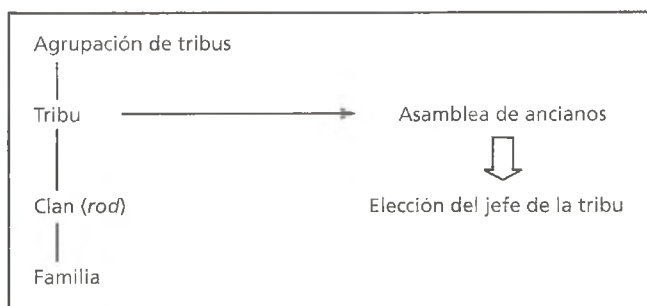 Agrupación de tribus
Tribu
Asamblea de ancianos
Clan (rod)
Elección del jefe de la tribu
Familia